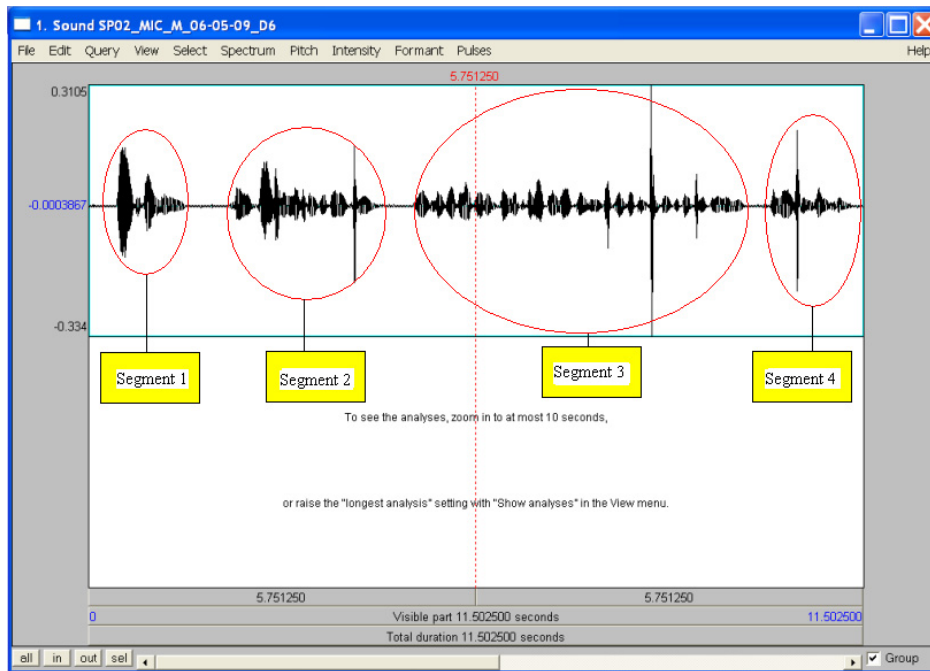 1. Sound SP02_MIC_M_06-05-09_D6
File Edit Query View Select Spectrum Pitch Intensity Formant Pulses Help
5.751250
0.3105
-0.0003867
-0.334
Segment 1
Segment 2
Segment 3
Segment 4
To see the analyses, zoom in to at most 10 seconds,
or raise the "longest analysis" setting with "Show analyses" in the View menu.
5.751250 5.751250
0 Visible part 11.502500 seconds 11.502500
Total duration 11.502500 seconds
all in out sel Group